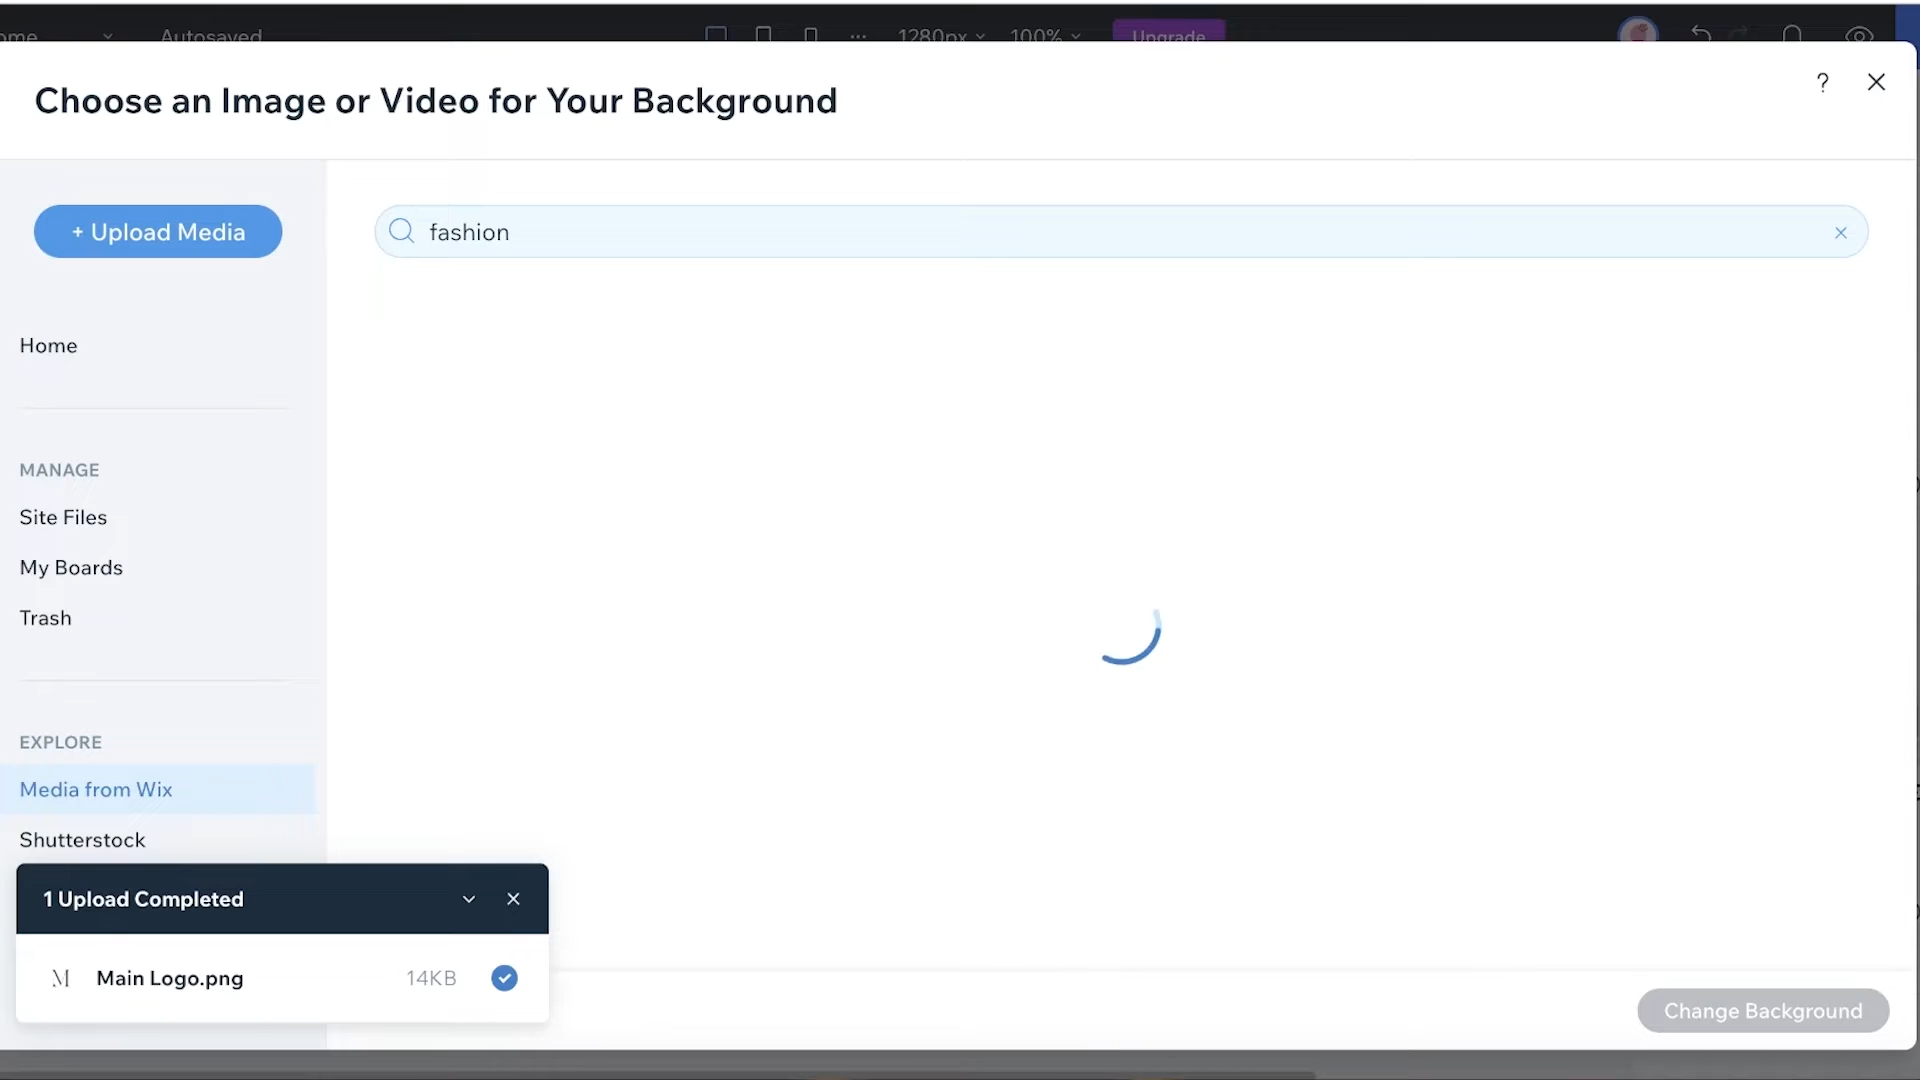 ome Autosaved 1280px 100% Upgrade
Choose an Image or Video for Your Background
?
+ Upload Media
fashion
Home
MANAGE
Site Files
My Boards
Trash
EXPLORE
Media from Wix
Shutterstock
1 Upload Completed
M Main Logo.png 14KB
Change Background